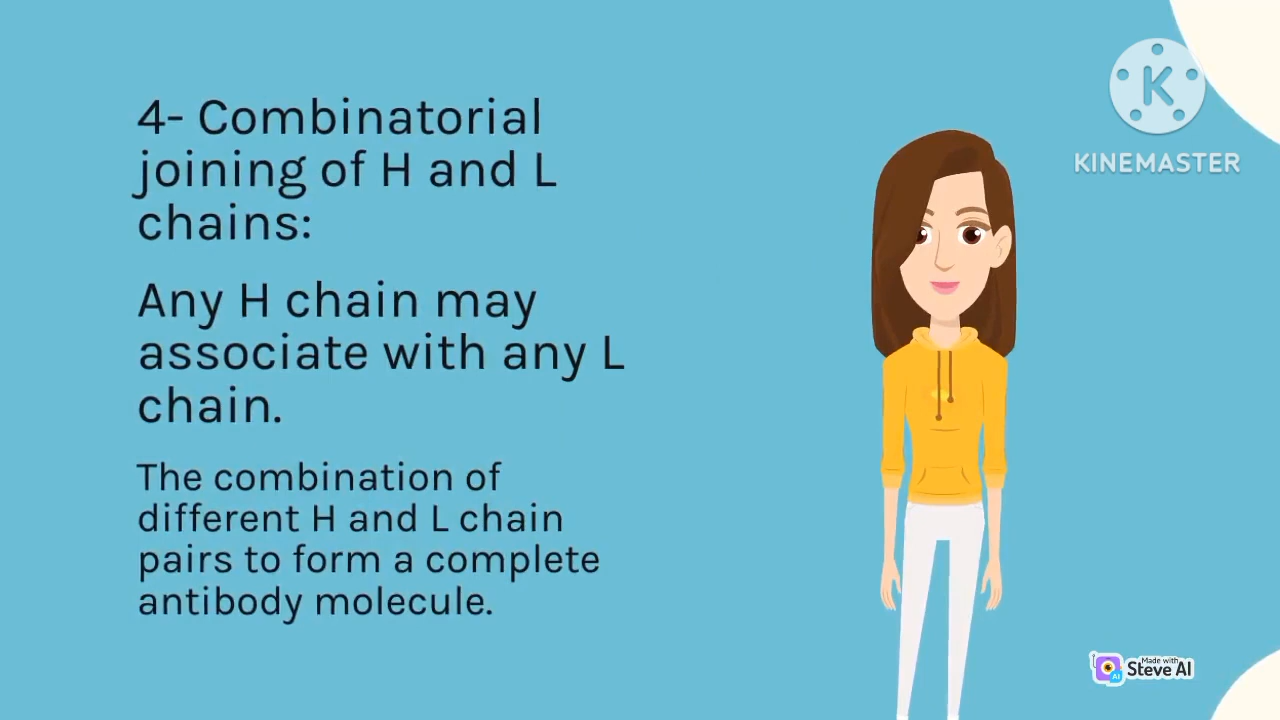 4- Combinatorial
joining of H and L
chains:
Any H chain may
associate with any L
chain.
The combination of
different H and L chain
pairs to form a complete
antibody molecule.
K
KINEMASTER
Made with
AI
Steve AI